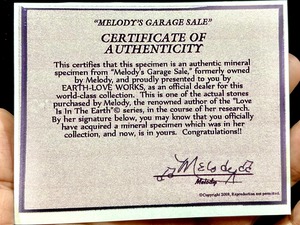 "MELODY'S GARAGE SALE"
CERTIFICATE OF
AUTHENTICITY
This certifies that this specimen is an authentic mineral
specimen from "Melody's Garage Sale," formerly owned
by Melody, and proudly presented to you by
EARTH-LOVE WORKS, as an official dealer for this
world-class collection. This is one of the actual stones
purchased by Melody, the renowned author of the "Love
Is In The Earth"© series, in the course of her research.
By her signature below, you may know that you officially
have acquired a mineral specimen which was in her
collection, and now, is in yours. Congratulations!!
Melody
Melody
©Copyright 2008, Reproduction not permitted.